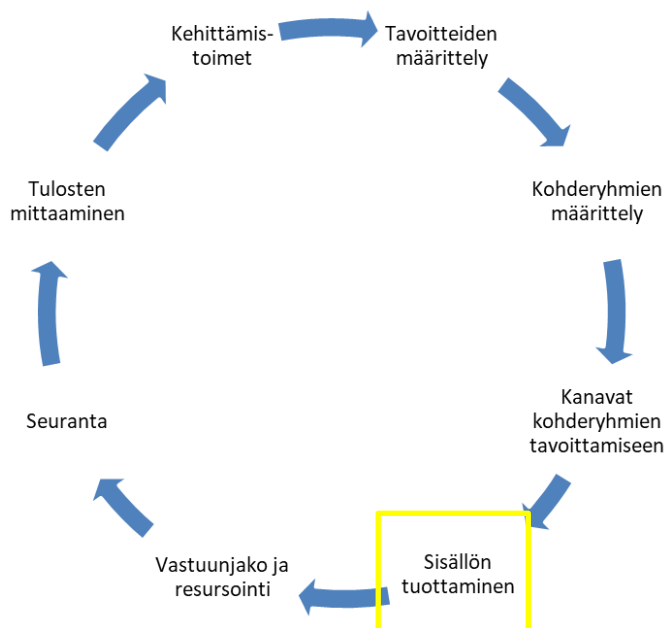 Kehittämis-
toimet
Tavoitteiden
määrittely
Kohderyhmien
määrittely
Kanavat
kohderyhmien
tavoittamiseen
Sisällön
tuottaminen
Vastuunjako ja
resursointi
Seuranta
Tulosten
mittaaminen